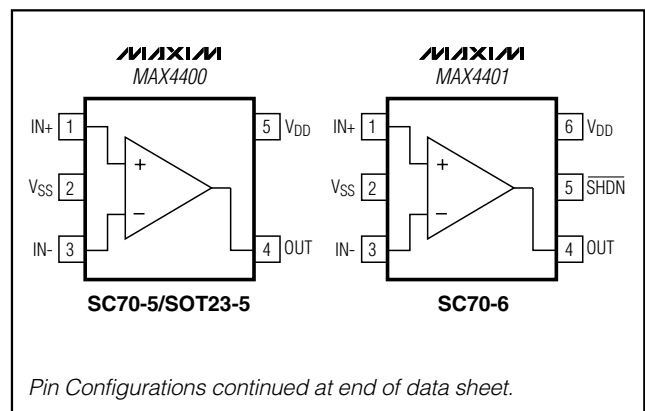 MAXIM
MAX4400
IN+ 1
5 VDD
VSS 2
IN- 3
4 OUT
+
−
SC70-5/SOT23-5
MAXIM
MAX4401
IN+ 1
6 VDD
VSS 2
5 SHDN
IN- 3
4 OUT
+
−
SC70-6
Pin Configurations continued at end of data sheet.